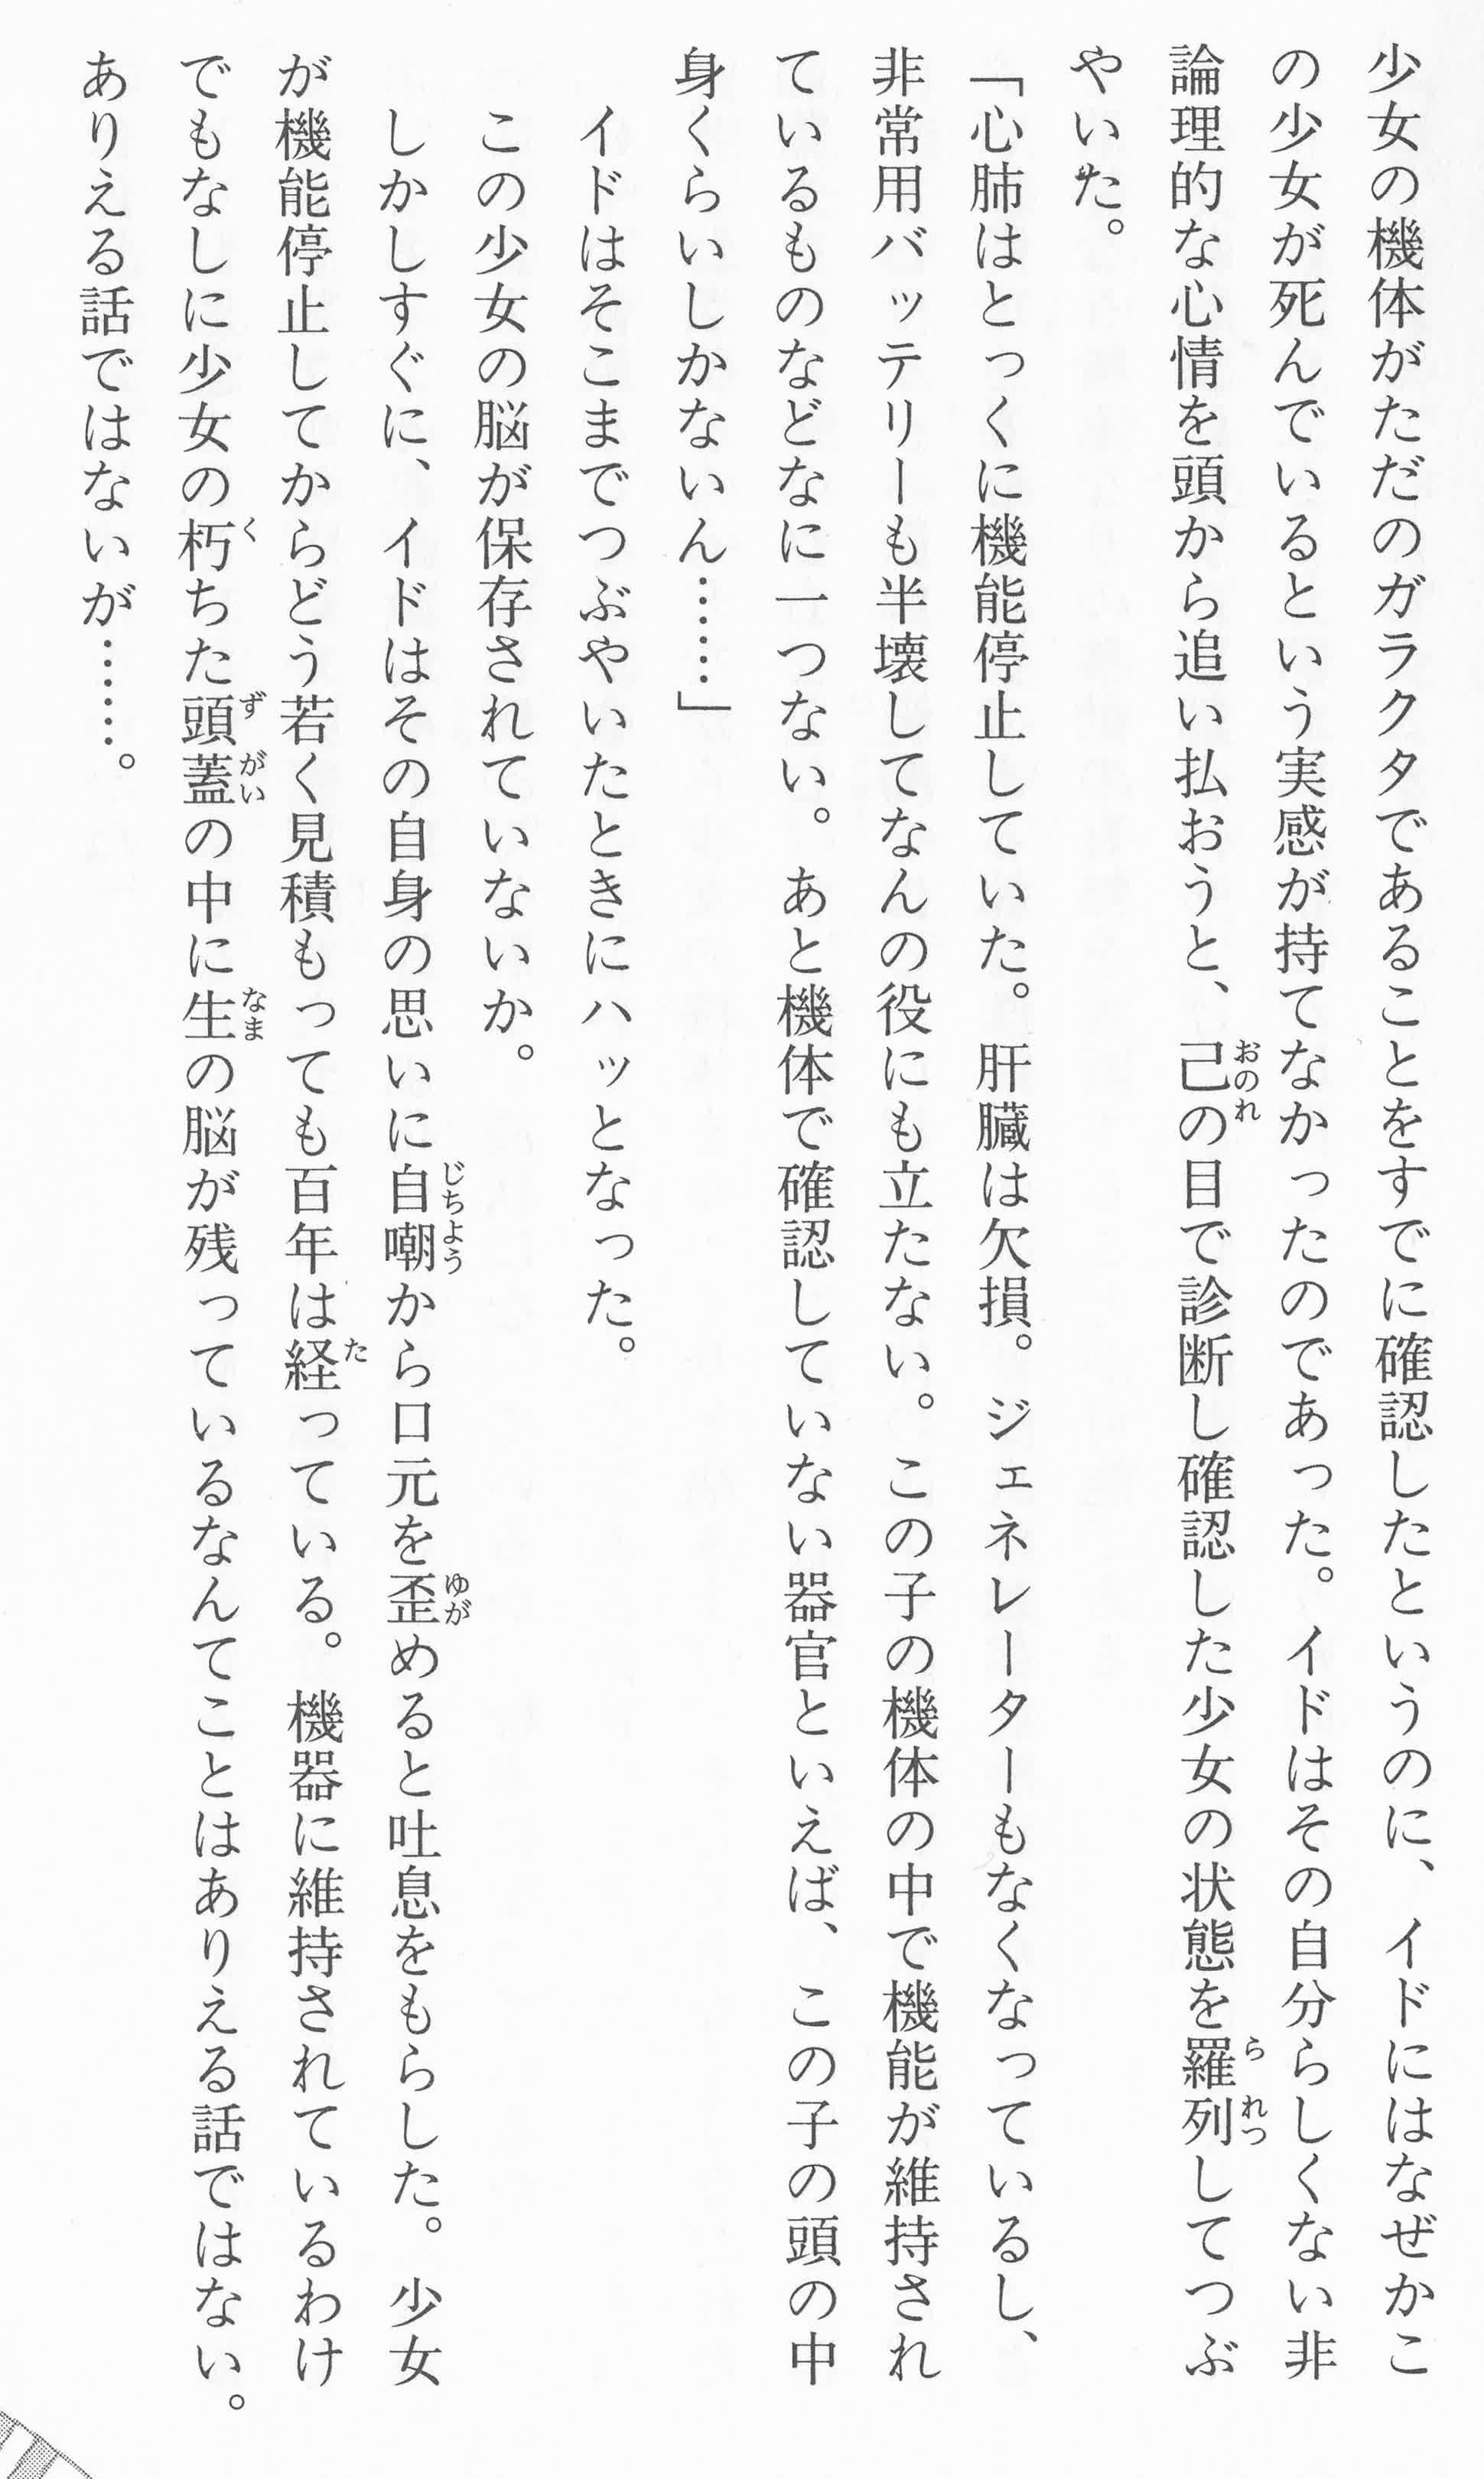 少女の機体がただのガラクタであることをすでに確認したというのに、イドにはなぜかこ
の少女が死んでいるという実感が持てなかったのであった。イドはその自分らしくない非
論理的な心情を頭から追い払おうと、己の目で診断し確認した少女の状態を羅列してつぶ
やいた。
「心肺はとっくに機能停止していた。肝臓は欠損。ジェネレーターもなくなっているし、
非常用バッテリーも半壊してなんの役にも立たない。この子の機体の中で機能が維持され
ているものなどなに一つない。あと機体で確認していない器官といえば、この子の頭の中
身くらいしかないん……」
イドはそこまでつぶやいたときにハッとなった。
この少女の脳が保存されていないか。
しかしすぐに、イドはその自身の思いに自嘲から口元を歪めると吐息をもらした。少女
が機能停止してからどう若く見積もっても百年は経っている。機器に維持されているわけ
でもなしに少女の朽ちた頭蓋の中に生の脳が残っているなんてことはありえる話ではない。
ありえる話ではないが……。